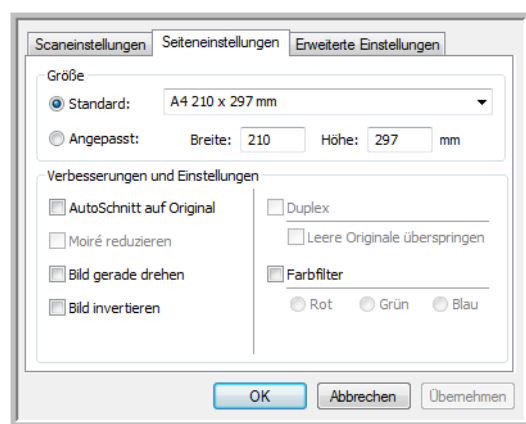 Scaneinstellungen Seiteneinstellungen Erweiterte Einstellungen
Größe
Standard: A4 210 x 297 mm
Angepasst: Breite: 210 Höhe: 297 mm
Verbesserungen und Einstellungen
AutoSchnitt auf Original
Moiré reduzieren
Bild gerade drehen
Bild invertieren
Duplex
Leere Originale überspringen
Farbfilter
Rot Grün Blau
OK Abbrechen Übernehmen